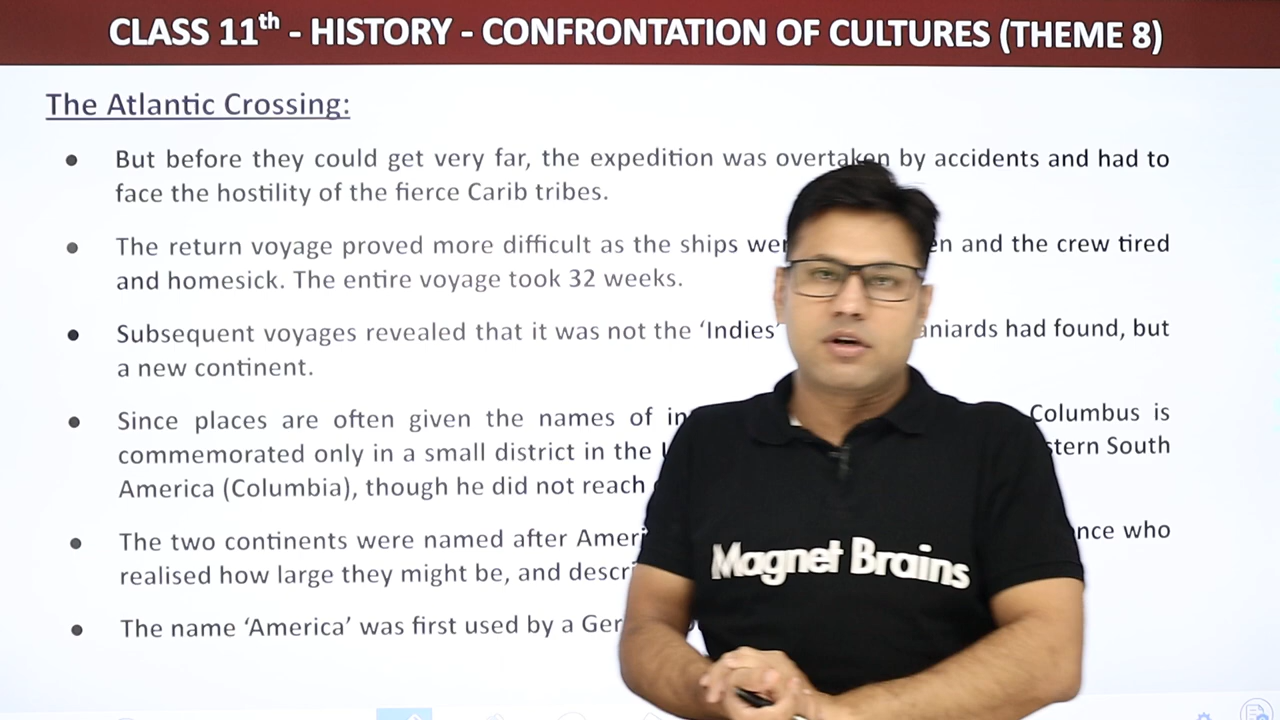 CLASS 11th - HISTORY - CONFRONTATION OF CULTURES (THEME 8)
The Atlantic Crossing:
● But before they could get very far, the expedition was overtaken by accidents and had to
face the hostility of the fierce Carib tribes.
● The return voyage proved more difficult as the ships en and the crew tired
and homesick. The entire voyage took 32 weeks.
● Subsequent voyages revealed that it was not the ‘Indies’ aniards had found, but
a new continent.
● Since places are often given the names of Columbus is
commemorated only in a small district in the stern South
America (Columbia), though he did not reach
● The two continents were named after Ameri nce who
realised how large they might be, and descri
● The name ‘America’ was first used by a Ger
Magnet Brains